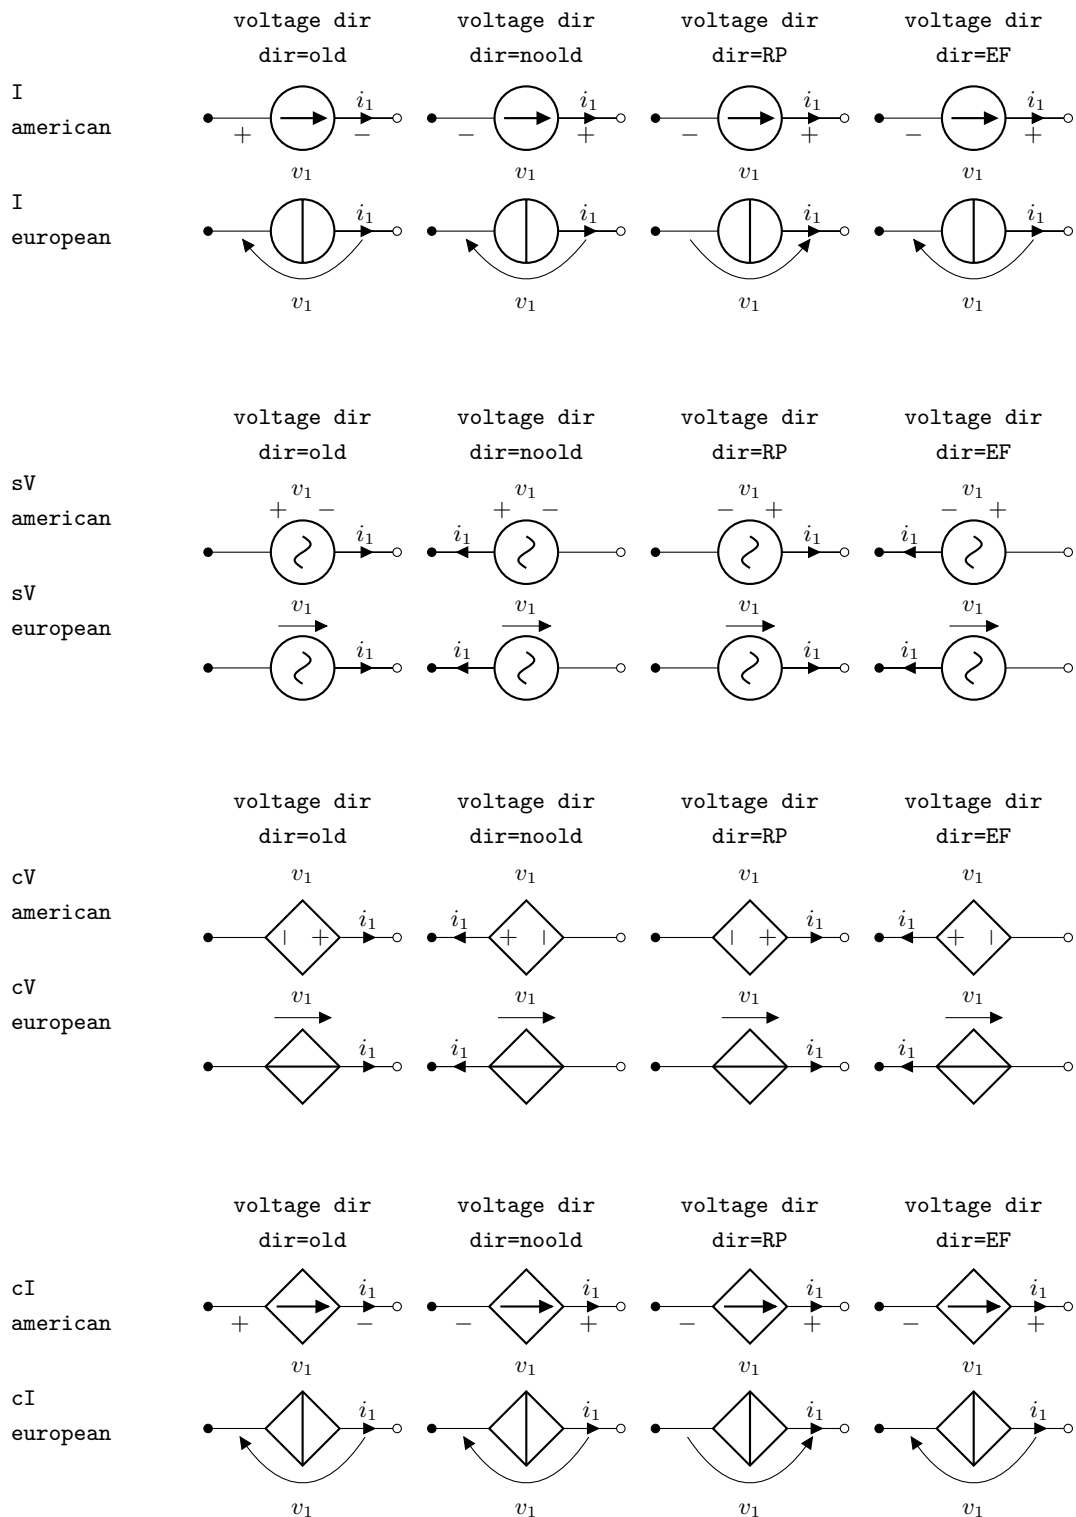 voltage dir voltage dir voltage dir voltage dir
dir=old dir=noold dir=RP dir=EF
I
american
i₁ i₁ i₁ i₁
+ − − + − + − +
v₁ v₁ v₁ v₁
I
european
i₁ i₁ i₁ i₁
v₁ v₁ v₁ v₁
voltage dir voltage dir voltage dir voltage dir
dir=old dir=noold dir=RP dir=EF
sV
american
v₁ v₁ v₁ v₁
+ − + − − + − +
i₁ i₁ i₁ i₁
sV
european
v₁ v₁ v₁ v₁
i₁ i₁ i₁ i₁
voltage dir voltage dir voltage dir voltage dir
dir=old dir=noold dir=RP dir=EF
cV
american
v₁ v₁ v₁ v₁
i₁ i₁ i₁ i₁
− + + − − + + −
cV
european
v₁ v₁ v₁ v₁
i₁ i₁ i₁ i₁
voltage dir voltage dir voltage dir voltage dir
dir=old dir=noold dir=RP dir=EF
cI
american
i₁ i₁ i₁ i₁
+ − − + − + − +
v₁ v₁ v₁ v₁
cI
european
i₁ i₁ i₁ i₁
v₁ v₁ v₁ v₁